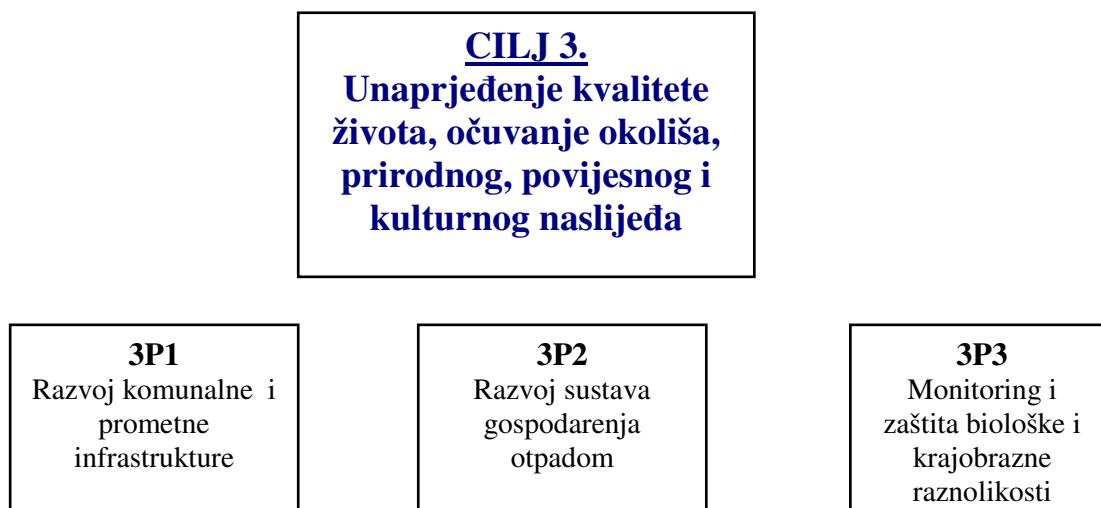 CILJ 3.
Unaprjeđenje kvalitete
života, očuvanje okoliša,
prirodnog, povijesnog i
kulturnog naslijeđa
3P1
Razvoj komunalne i
prometne
infrastrukture
3P2
Razvoj sustava
gospodarenja
otpadom
3P3
Monitoring i
zaštita biološke i
krajobrazne
raznolikosti